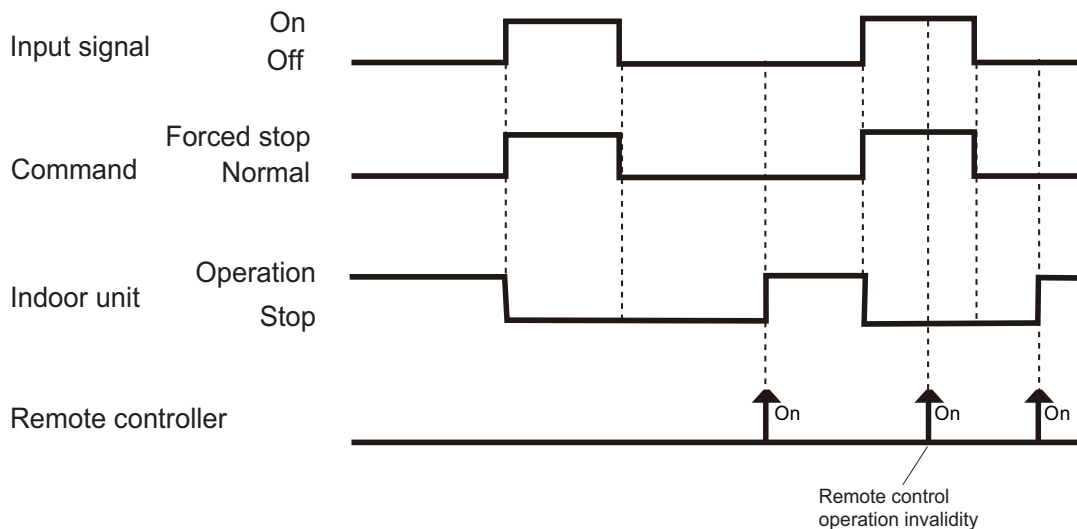 On
Input signal
Off
Forced stop
Command
Normal
Operation
Indoor unit
Stop
On
On
On
Remote controller
Remote control
operation invalidity